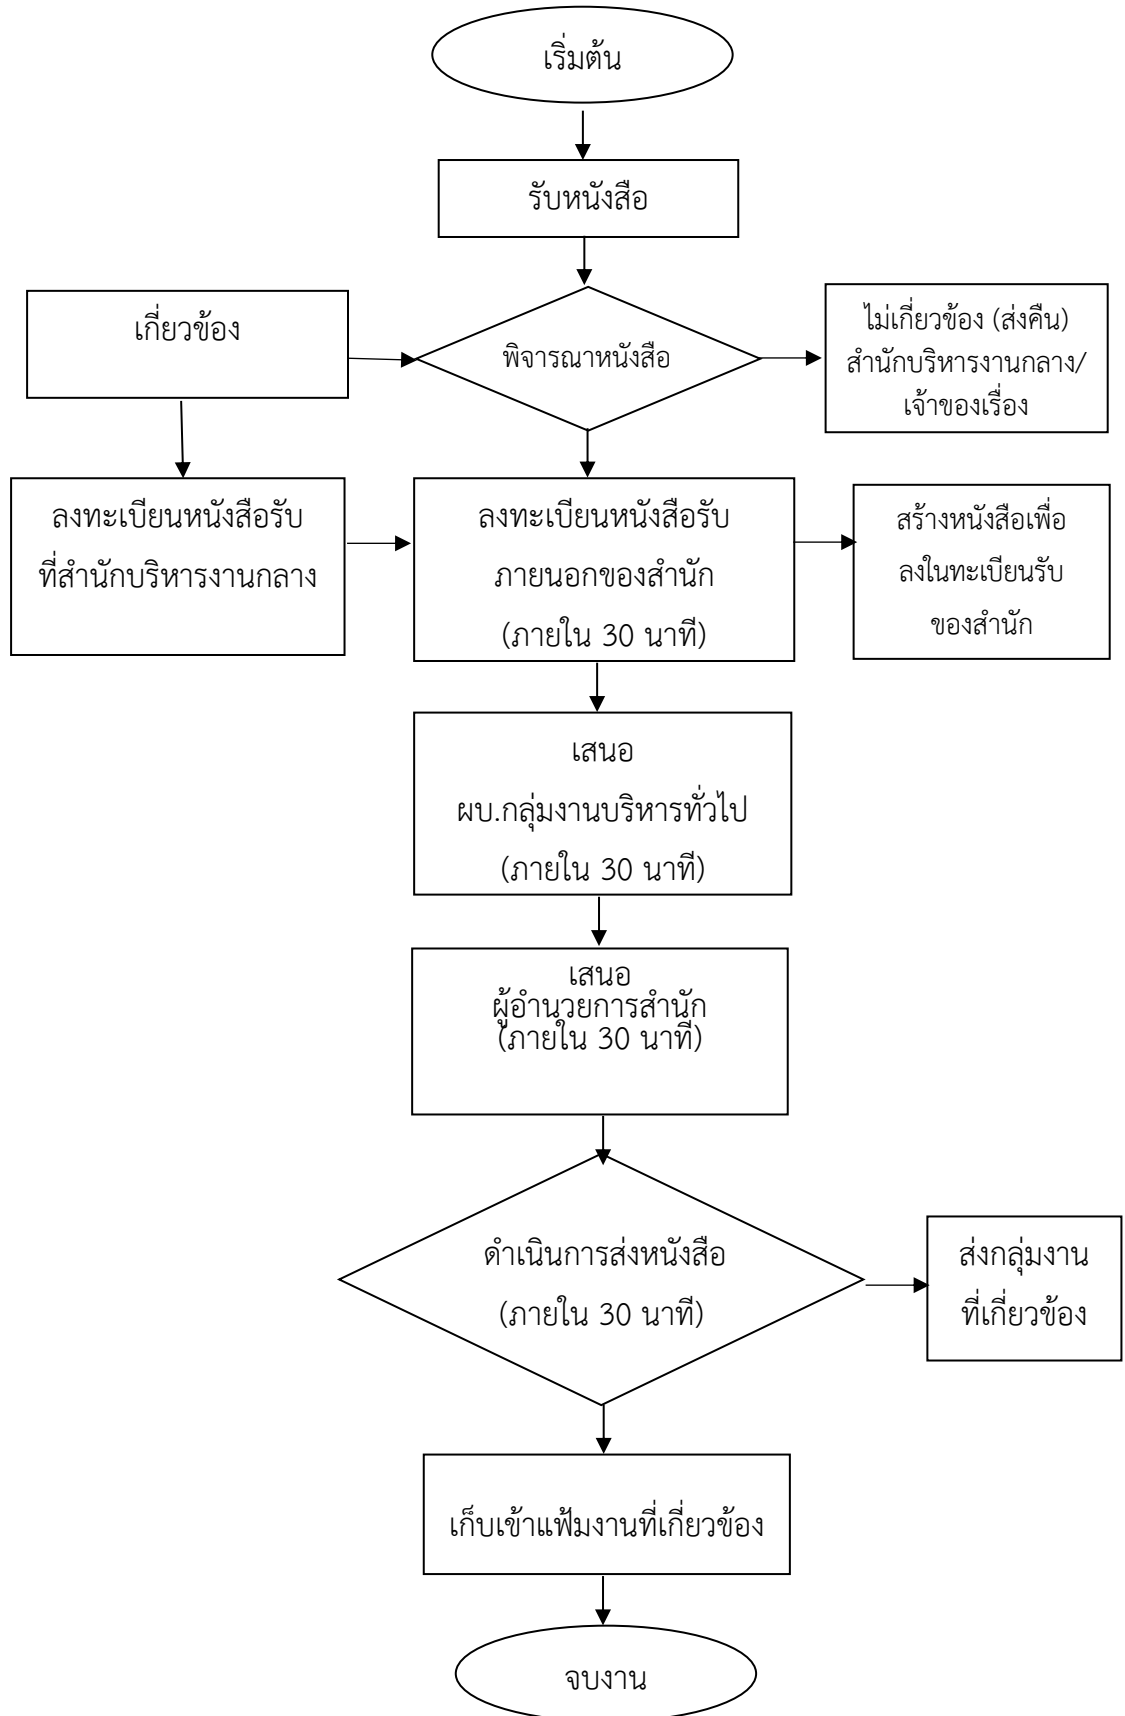 เริ่มต้น
รับหนังสือ
เกี่ยวข้อง
พิจารณาหนังสือ
ไม่เกี่ยวข้อง (ส่งคืน)
สำนักบริหารงานกลาง/
เจ้าของเรื่อง
ลงทะเบียนหนังสือรับ
ที่สำนักบริหารงานกลาง
ลงทะเบียนหนังสือรับ
ภายนอกของสำนัก
(ภายใน 30 นาที)
สร้างหนังสือเพื่อ
ลงในทะเบียนรับ
ของสำนัก
เสนอ
ผบ.กลุ่มงานบริหารทั่วไป
(ภายใน 30 นาที)
เสนอ
ผู้อำนวยการสำนัก
(ภายใน 30 นาที)
ดำเนินการส่งหนังสือ
(ภายใน 30 นาที)
ส่งกลุ่มงาน
ที่เกี่ยวข้อง
เก็บเข้าแฟ้มงานที่เกี่ยวข้อง
จบงาน